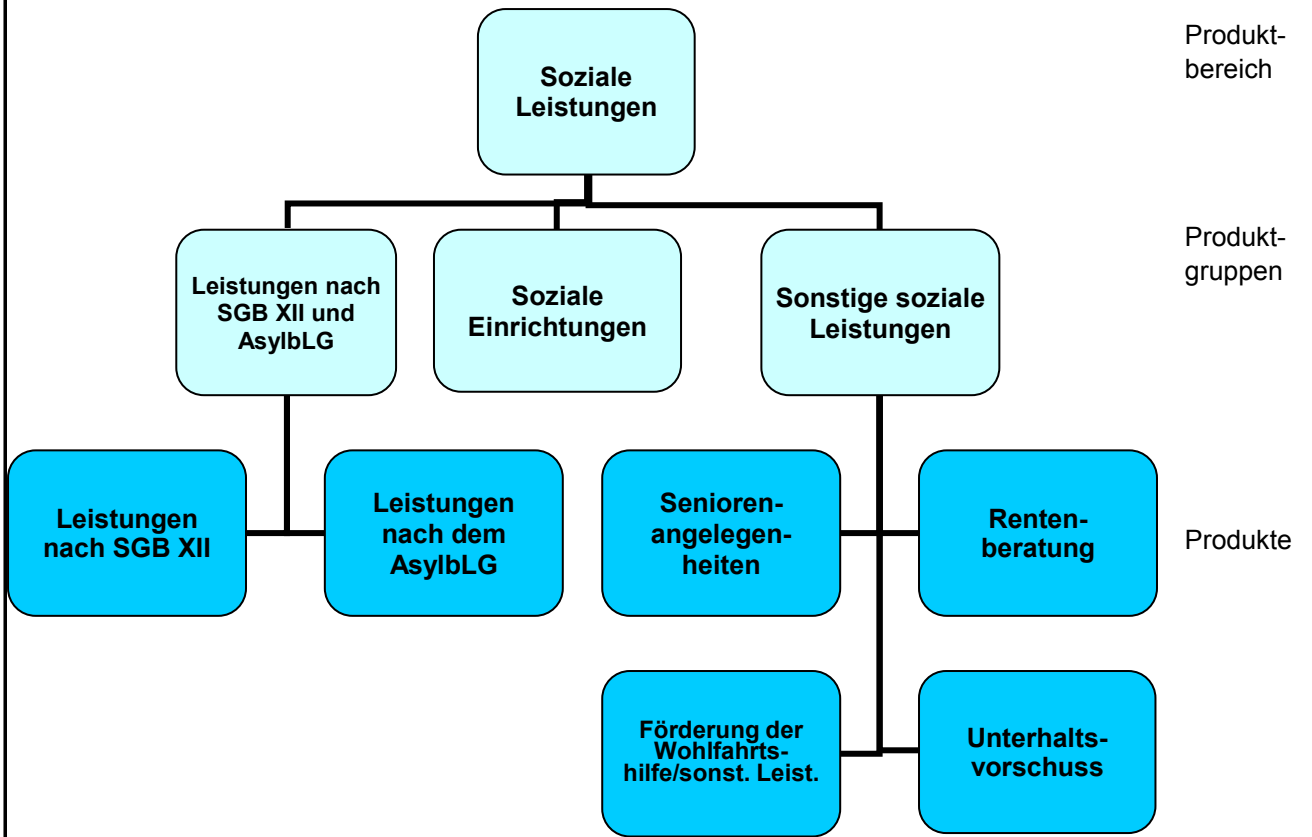 Soziale
Leistungen
Produkt-
bereich
Leistungen nach
SGB XII und
AsylbLG
Soziale
Einrichtungen
Sonstige soziale
Leistungen
Produkt-
gruppen
Leistungen
nach SGB XII
Leistungen
nach dem
AsylbLG
Senioren-
angelegen-
heiten
Renten-
beratung
Produkte
Förderung der
Wohlfahrts-
hilfe/sonst. Leist.
Unterhalts-
vorschuss